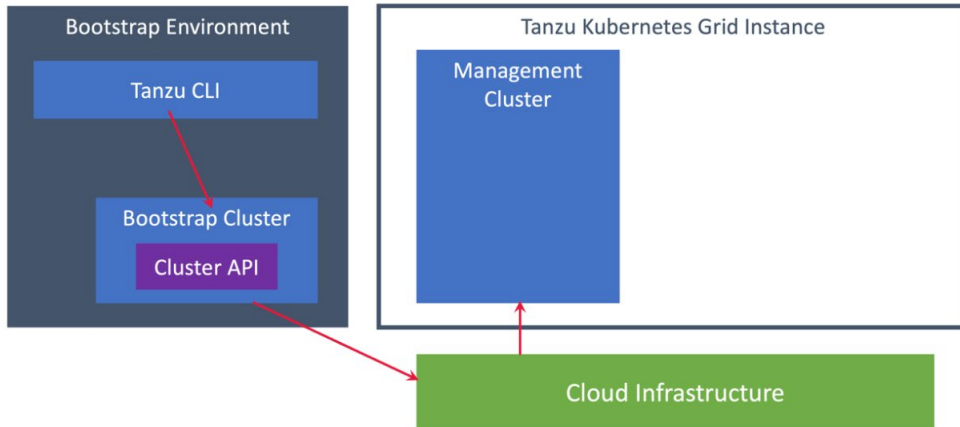 Bootstrap Environment
Tanzu CLI
Bootstrap Cluster
Cluster API
Tanzu Kubernetes Grid Instance
Management
Cluster
Cloud Infrastructure